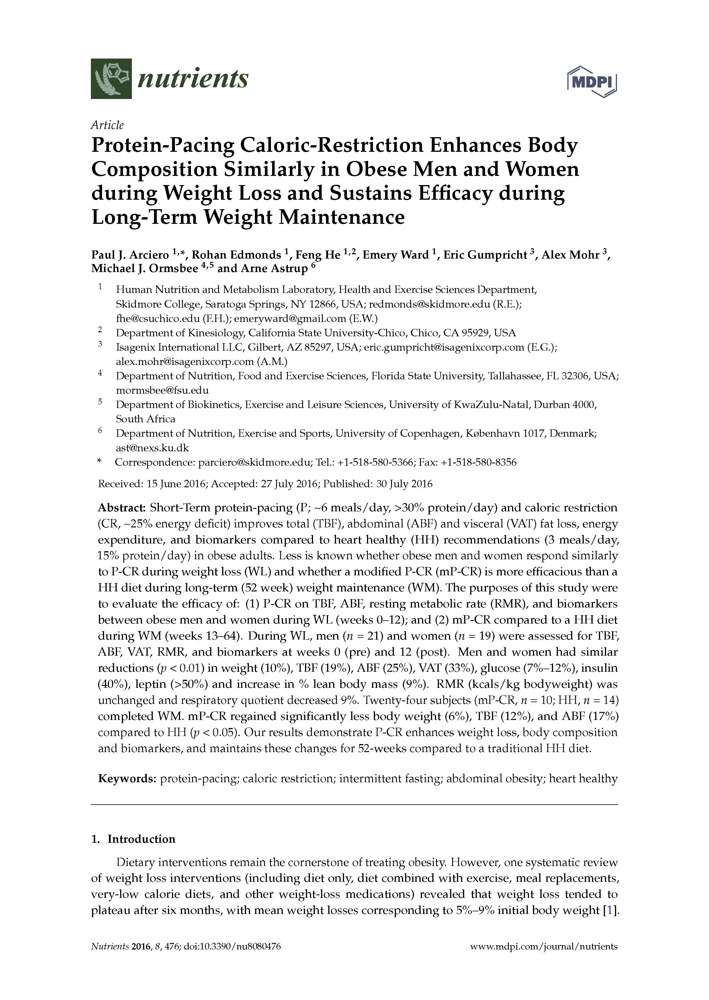 nutrients
MDPI
Article
Protein-Pacing Caloric-Restriction Enhances Body
Composition Similarly in Obese Men and Women
during Weight Loss and Sustains Efficacy during
Long-Term Weight Maintenance
Paul J. Arciero 1,*, Rohan Edmonds 1, Feng He 1,2, Emery Ward 1, Eric Gumpricht 3, Alex Mohr 3,
Michael J. Ormsbee 4,5 and Arne Astrup 6
1 Human Nutrition and Metabolism Laboratory, Health and Exercise Sciences Department,
Skidmore College, Saratoga Springs, NY 12866, USA; redmonds@skidmore.edu (R.E.);
fhe@csuchico.edu (F.H.); emeryward@gmail.com (E.W.)
2 Department of Kinesiology, California State University-Chico, Chico, CA 95929, USA
3 Isagenix International LLC, Gilbert, AZ 85297, USA; eric.gumpricht@isagenixcorp.com (E.G.);
alex.mohr@isagenixcorp.com (A.M.)
4 Department of Nutrition, Food and Exercise Sciences, Florida State University, Tallahassee, FL 32306, USA;
mormsbee@fsu.edu
5 Department of Biokinetics, Exercise and Leisure Sciences, University of KwaZulu-Natal, Durban 4000,
South Africa
6 Department of Nutrition, Exercise and Sports, University of Copenhagen, København 1017, Denmark;
ast@nexs.ku.dk
* Correspondence: parciero@skidmore.edu; Tel.: +1-518-580-5366; Fax: +1-518-580-8356
Received: 15 June 2016; Accepted: 27 July 2016; Published: 30 July 2016
Abstract: Short-Term protein-pacing (P; ~6 meals/day, >30% protein/day) and caloric restriction
(CR, ~25% energy deficit) improves total (TBF), abdominal (ABF) and visceral (VAT) fat loss, energy
expenditure, and biomarkers compared to heart healthy (HH) recommendations (3 meals/day,
15% protein/day) in obese adults. Less is known whether obese men and women respond similarly
to P-CR during weight loss (WL) and whether a modified P-CR (mP-CR) is more efficacious than a
HH diet during long-term (52 week) weight maintenance (WM). The purposes of this study were
to evaluate the efficacy of: (1) P-CR on TBF, ABF, resting metabolic rate (RMR), and biomarkers
between obese men and women during WL (weeks 0–12); and (2) mP-CR compared to a HH diet
during WM (weeks 13–64). During WL, men (n = 21) and women (n = 19) were assessed for TBF,
ABF, VAT, RMR, and biomarkers at weeks 0 (pre) and 12 (post). Men and women had similar
reductions (p < 0.01) in weight (10%), TBF (19%), ABF (25%), VAT (33%), glucose (7%–12%), insulin
(40%), leptin (>50%) and increase in % lean body mass (9%). RMR (kcals/kg bodyweight) was
unchanged and respiratory quotient decreased 9%. Twenty-four subjects (mP-CR, n = 10; HH, n = 14)
completed WM. mP-CR regained significantly less body weight (6%), TBF (12%), and ABF (17%)
compared to HH (p < 0.05). Our results demonstrate P-CR enhances weight loss, body composition
and biomarkers, and maintains these changes for 52-weeks compared to a traditional HH diet.
Keywords: protein-pacing; caloric restriction; intermittent fasting; abdominal obesity; heart healthy
1. Introduction
Dietary interventions remain the cornerstone of treating obesity. However, one systematic review
of weight loss interventions (including diet only, diet combined with exercise, meal replacements,
very-low calorie diets, and other weight-loss medications) revealed that weight loss tended to
plateau after six months, with mean weight losses corresponding to 5%–9% initial body weight [1].
Nutrients 2016, 8, 476; doi:10.3390/nu8080476
www.mdpi.com/journal/nutrients